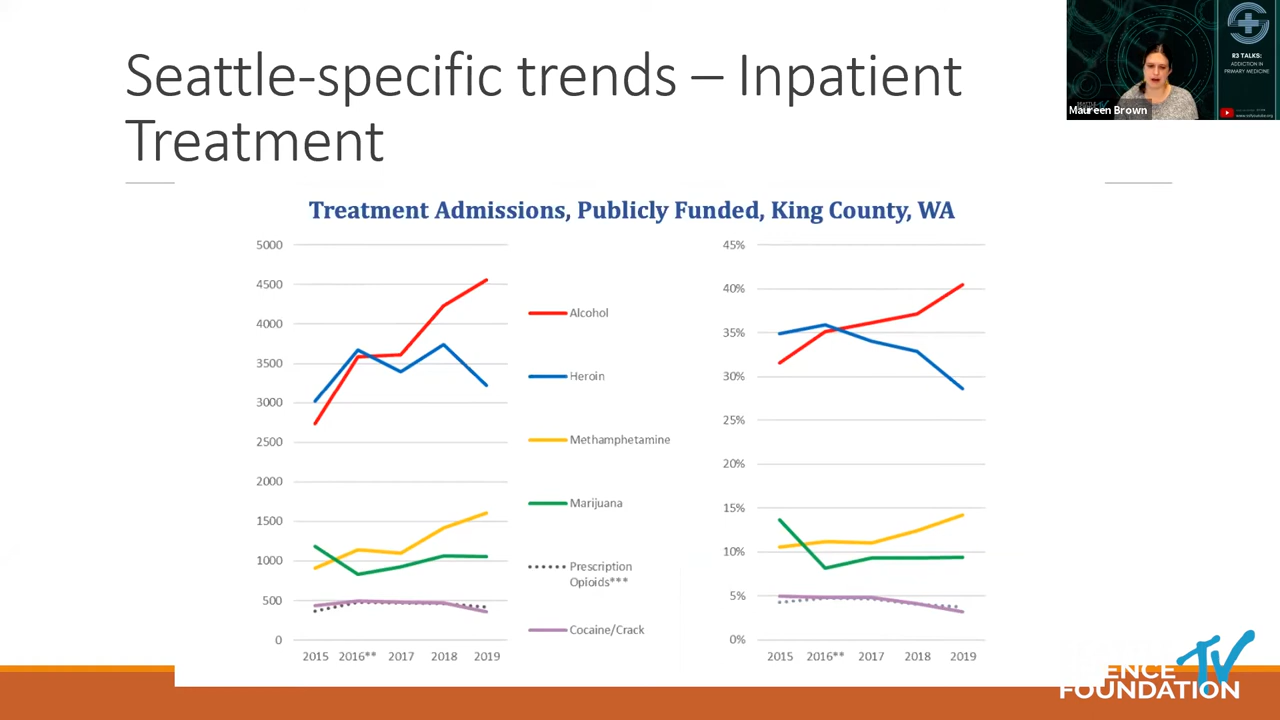 Seattle-specific trends – Inpatient
Treatment
R3 TALKS:
ADDICTION IN
PRIMARY MEDICINE
Maureen Brown
Treatment Admissions, Publicly Funded, King County, WA
5000
4500
4000
3500
3000
2500
2000
1500
1000
500
0
2015 2016** 2017 2018 2019
Alcohol
Heroin
Methamphetamine
Marijuana
Prescription
Opioids***
Cocaine/Crack
45%
40%
35%
30%
25%
20%
15%
10%
5%
0%
2015 2016** 2017 2018 2019
ENCE TV
FOUNDATION